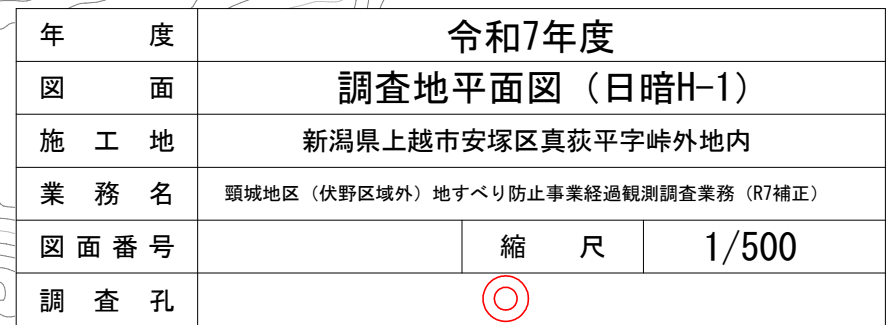 年 度 令和7年度
図 面 調査地平面図（日暗H-1）
施 工 地 新潟県上越市安塚区真荻平字峠外地内
業 務 名 頸城地区（伏野区域外）地すべり防止事業経過観測調査業務（R7補正）
図面番号 縮 尺 1/500
調 査 孔